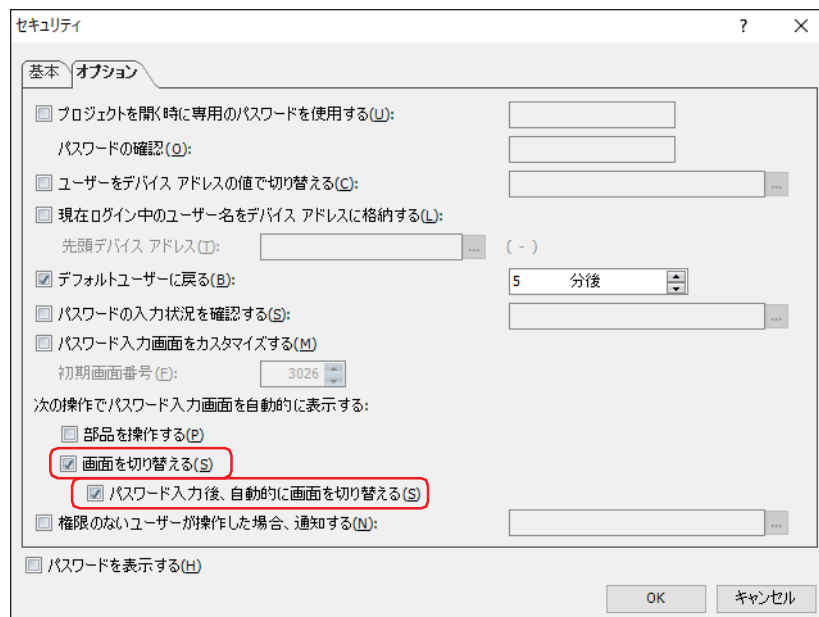 セキュリティ ?
基本 オプション
プロジェクトを開く時に専用のパスワードを使用する(U):
パスワードの確認(O):
ユーザーをデバイス アドレスの値で切り替える(C): ...
現在ログイン中のユーザー名をデバイス アドレスに格納する(L):
先頭デバイス アドレス(T): ... ( - )
デフォルトユーザーに戻る(B): 5 分後
パスワードの入力状況を確認する(S): ...
パスワード入力画面をカスタマイズする(M)
初期画面番号(F): 3026
次の操作でパスワード入力画面を自動的に表示する:
部品を操作する(P)
画面を切り替える(S)
パスワード入力後、自動的に画面を切り替える(S)
権限のないユーザーが操作した場合、通知する(N): ...
パスワードを表示する(H)
OK キャンセル